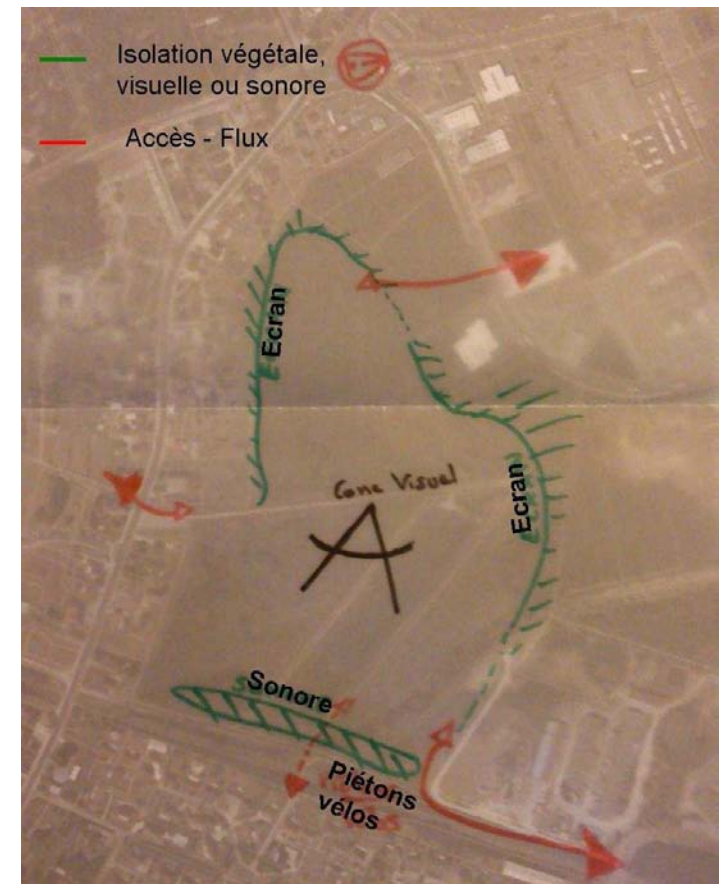 Isolation végétale,
visuelle ou sonore
Accès - Flux
Ecran
Cone Visuel
Ecran
Sonore
Piétons
vélos